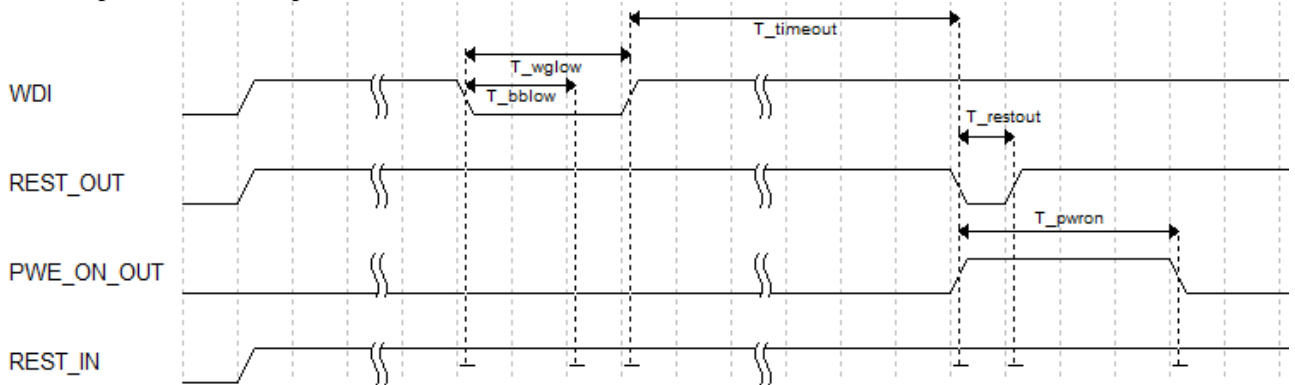 T_timeout
T_wglow
WDI
T_bblow
T_restout
REST_OUT
T_pwron
PWE_ON_OUT
REST_IN